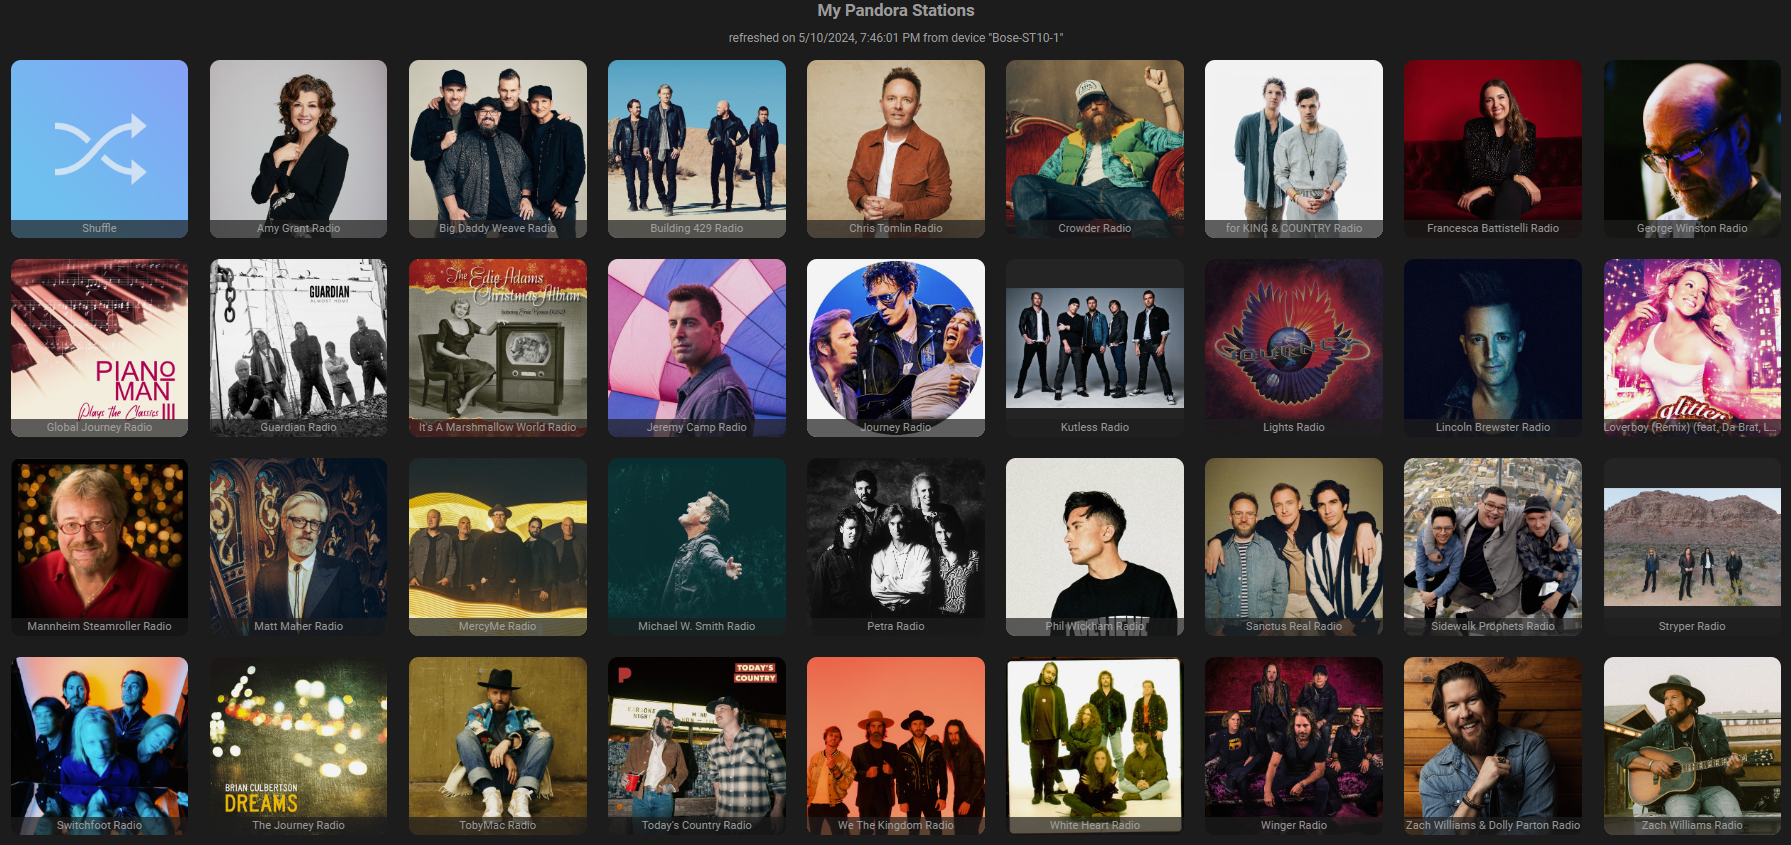 My Pandora Stations
refreshed on 5/10/2024, 7:46:01 PM from device "Bose-ST10-1"
Shuffle
Amy Grant Radio
Big Daddy Weave Radio
Building 429 Radio
Chris Tomlin Radio
Crowder Radio
for KING & COUNTRY Radio
Francesca Battistelli Radio
George Winston Radio
PIANO
MAN
Plays the Classics III
Global Journey Radio
GUARDIAN
ALMOST HOME
Guardian Radio
The Edie Adams
Christmas Album
It's A Marshmallow World Radio
Jeremy Camp Radio
Journey Radio
Kutless Radio
JOURNEY
Lights Radio
Lincoln Brewster Radio
glitter
Loverboy (Remix) (feat. Da Brat, L...
Mannheim Steamroller Radio
Matt Maher Radio
MercyMe Radio
Michael W. Smith Radio
Petra Radio
Phil Wickham Radio
Sanctus Real Radio
Sidewalk Prophets Radio
Stryper Radio
Switchfoot Radio
BRIAN CULBERTSON
DREAMS
The Journey Radio
TobyMac Radio
TODAY'S
COUNTRY
KARAOKE
NIGHT
Today's Country Radio
We The Kingdom Radio
White Heart Radio
Winger Radio
Zach Williams & Dolly Parton Radio
Zach Williams Radio